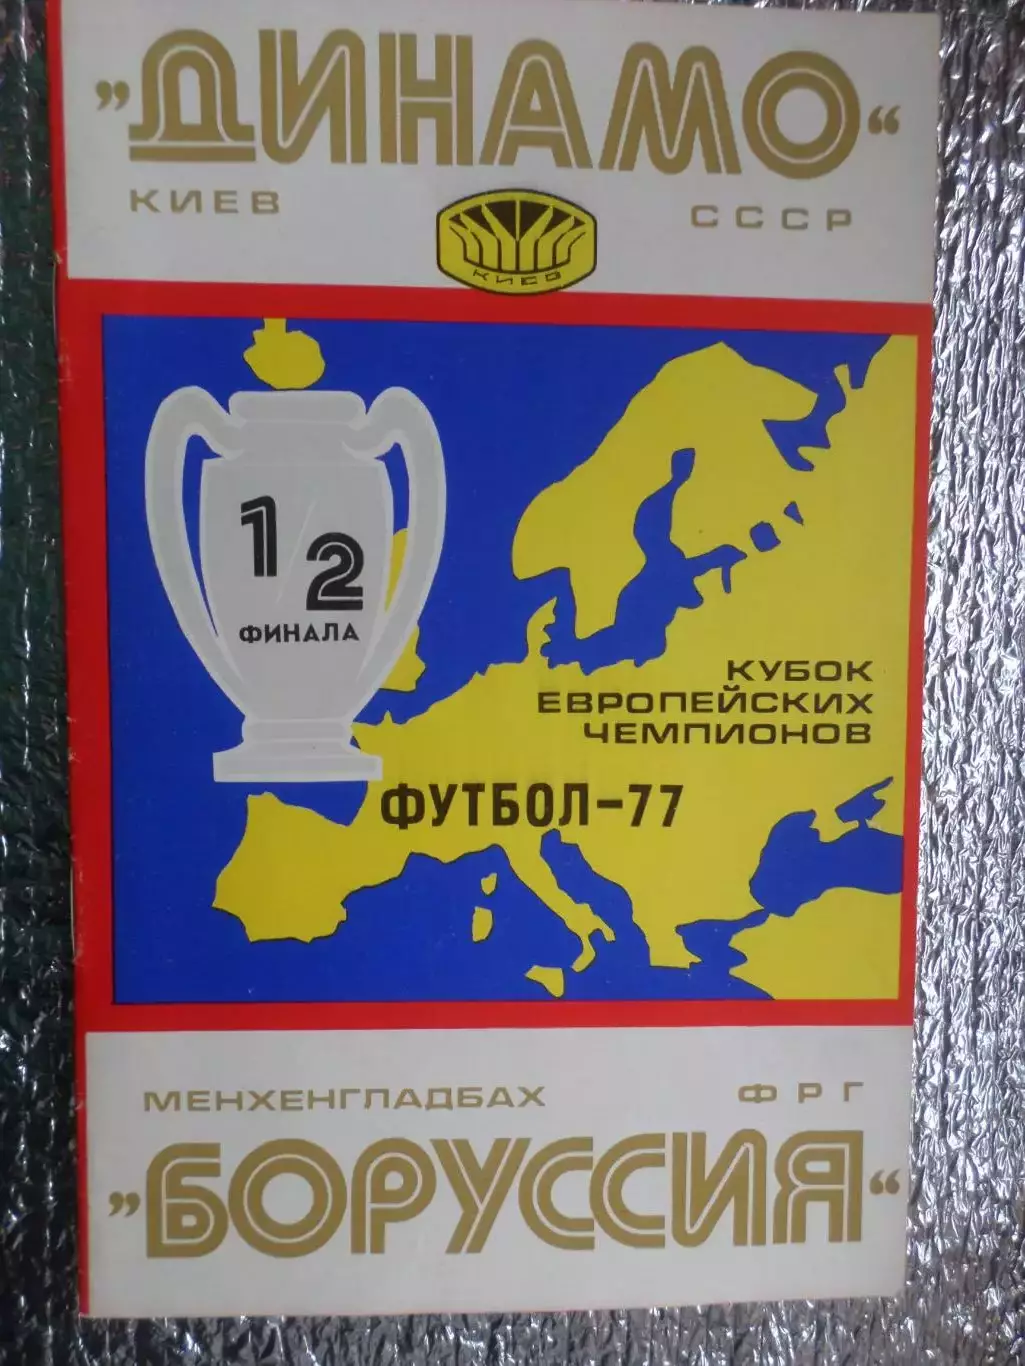 „ДИНАМО“
КИЕВ СССР
КИЕВ
1/2
ФИНАЛА
КУБОК
ЕВРОПЕЙСКИХ
ЧЕМПИОНОВ
ФУТБОЛ-77
МЕНХЕНГЛАДБАХ ФРГ
„БОРУССИЯ“